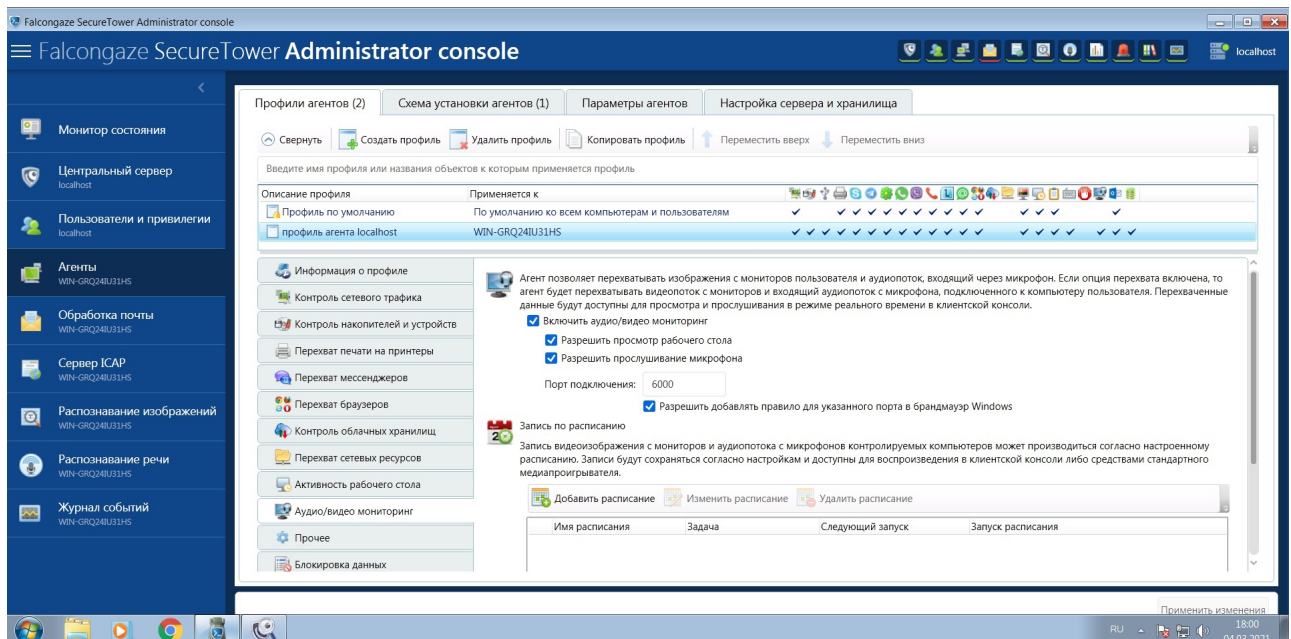 Falcongaze SecureTower Administrator console
Falcongaze SecureTower Administrator console
localhost
Монитор состояния
Центральный сервер
localhost
Пользователи и привилегии
localhost
Агенты
WIN-GRQ24IU31HS
Обработка почты
WIN-GRQ24IU31HS
Сервер ICAP
WIN-GRQ24IU31HS
Распознавание изображений
WIN-GRQ24IU31HS
Распознавание речи
WIN-GRQ24IU31HS
Журнал событий
WIN-GRQ24IU31HS
Профили агентов (2)
Схема установки агентов (1)
Параметры агентов
Настройка сервера и хранилища
Свернуть
Создать профиль
Удалить профиль
Копировать профиль
Переместить вверх
Переместить вниз
Введите имя профиля или названия объектов к которым применяется профиль
Описание профиля
Применяется к
Профиль по умолчанию
По умолчанию ко всем компьютерам и пользователям
профиль агента localhost
WIN-GRQ24IU31HS
Информация о профиле
Контроль сетевого трафика
Контроль накопителей и устройств
Перехват печати на принтеры
Перехват мессенджеров
Перехват браузеров
Контроль облачных хранилищ
Перехват сетевых ресурсов
Активность рабочего стола
Аудио/видео мониторинг
Прочее
Блокировка данных
Агент позволяет перехватывать изображения с мониторов пользователя и аудиопоток, входящий через микрофон. Если опция перехвата включена, то
агент будет перехватывать видеопоток с мониторов и входящий аудиопоток с микрофона, подключенного к компьютеру пользователя. Перехваченные
данные будут доступны для просмотра и прослушивания в режиме реального времени в клиентской консоли.
Включить аудио/видео мониторинг
Разрешить просмотр рабочего стола
Разрешить прослушивание микрофона
Порт подключения: 6000
Разрешить добавлять правило для указанного порта в брандмауэр Windows
Запись по расписанию
Запись видеоизображения с мониторов и аудиопотока с микрофонов контролируемых компьютеров может производиться согласно настроенному
расписанию. Записи будут сохраняться согласно настройкам и доступны для воспроизведения в клиентской консоли либо средствами стандартного
медиапроигрывателя.
Добавить расписание
Изменить расписание
Удалить расписание
Имя расписания
Задача
Следующий запуск
Запуск расписания
Применить изменения
RU
18:00
04.03.2021